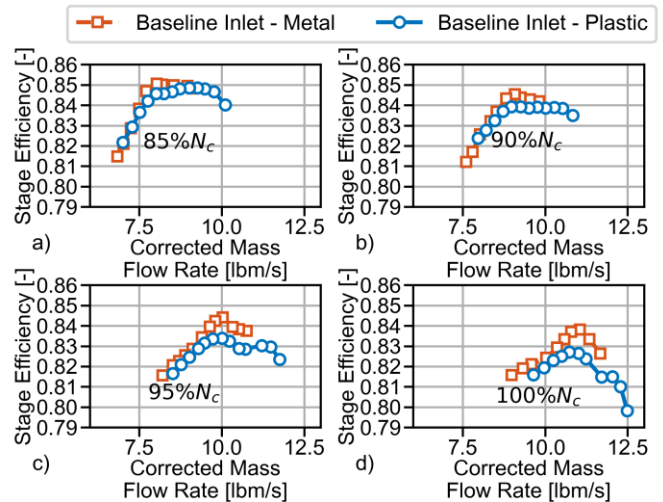 Baseline Inlet - Metal Baseline Inlet - Plastic
Stage Efficiency [-]
0.86
0.85
0.84
0.83
0.82
0.81
0.80
0.79
85%N_c
7.5 10.0 12.5
a)
Corrected Mass
Flow Rate [lbm/s]
Stage Efficiency [-]
0.86
0.85
0.84
0.83
0.82
0.81
0.80
0.79
90%N_c
7.5 10.0 12.5
b)
Corrected Mass
Flow Rate [lbm/s]
Stage Efficiency [-]
0.86
0.85
0.84
0.83
0.82
0.81
0.80
0.79
95%N_c
7.5 10.0 12.5
c)
Corrected Mass
Flow Rate [lbm/s]
Stage Efficiency [-]
0.86
0.85
0.84
0.83
0.82
0.81
0.80
0.79
100%N_c
7.5 10.0 12.5
d)
Corrected Mass
Flow Rate [lbm/s]